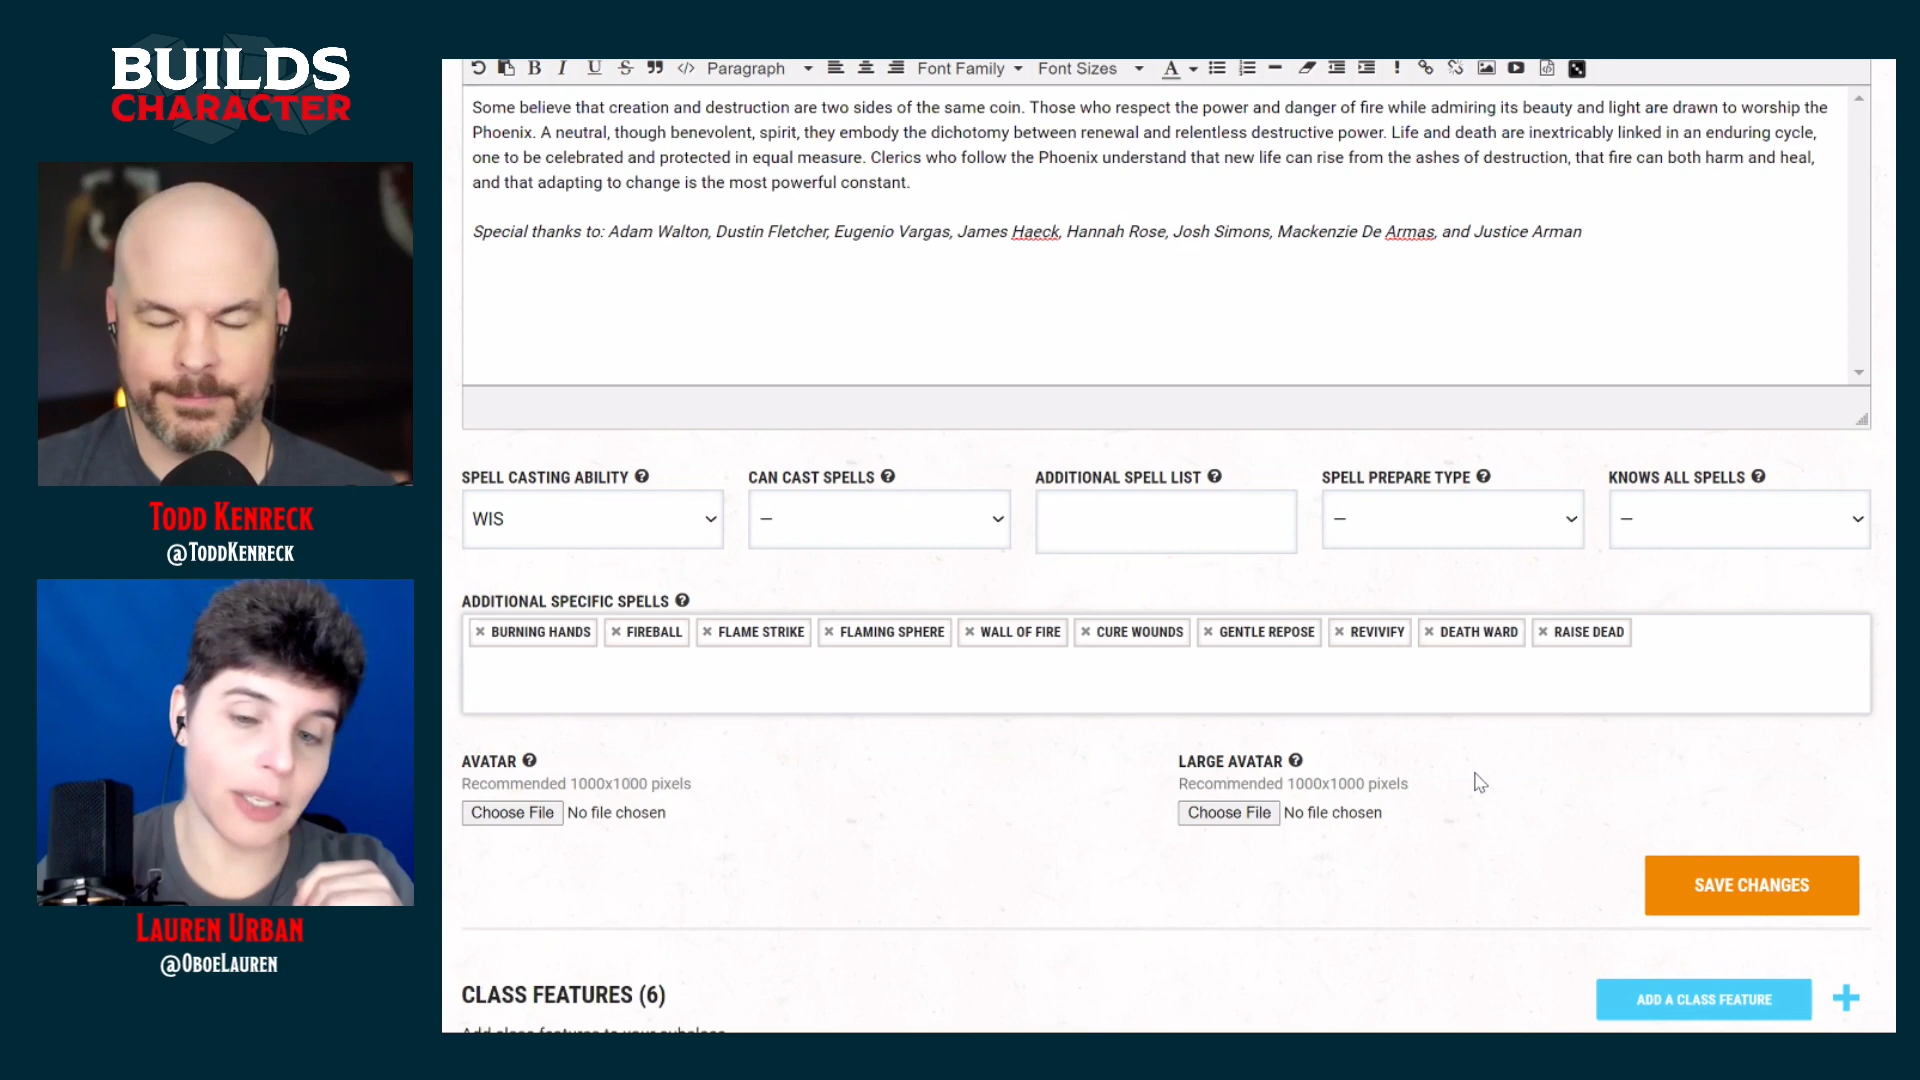 BUILDS
CHARACTER
TODD KENRECK
@TODDKENRECK
LAUREN URBAN
@OBOELAUREN
B I U S Paragraph Font Family Font Sizes A
Some believe that creation and destruction are two sides of the same coin. Those who respect the power and danger of fire while admiring its beauty and light are drawn to worship the
Phoenix. A neutral, though benevolent, spirit, they embody the dichotomy between renewal and relentless destructive power. Life and death are inextricably linked in an enduring cycle,
one to be celebrated and protected in equal measure. Clerics who follow the Phoenix understand that new life can rise from the ashes of destruction, that fire can both harm and heal,
and that adapting to change is the most powerful constant.
Special thanks to: Adam Walton, Dustin Fletcher, Eugenio Vargas, James Haeck, Hannah Rose, Josh Simons, Mackenzie De Armas, and Justice Arman
SPELL CASTING ABILITY CAN CAST SPELLS ADDITIONAL SPELL LIST SPELL PREPARE TYPE KNOWS ALL SPELLS
WIS – – –
ADDITIONAL SPECIFIC SPELLS
× BURNING HANDS × FIREBALL × FLAME STRIKE × FLAMING SPHERE × WALL OF FIRE × CURE WOUNDS × GENTLE REPOSE × REVIVIFY × DEATH WARD × RAISE DEAD
AVATAR LARGE AVATAR
Recommended 1000x1000 pixels Recommended 1000x1000 pixels
Choose File No file chosen Choose File No file chosen
SAVE CHANGES
CLASS FEATURES (6) ADD A CLASS FEATURE
Add class features to your subclass